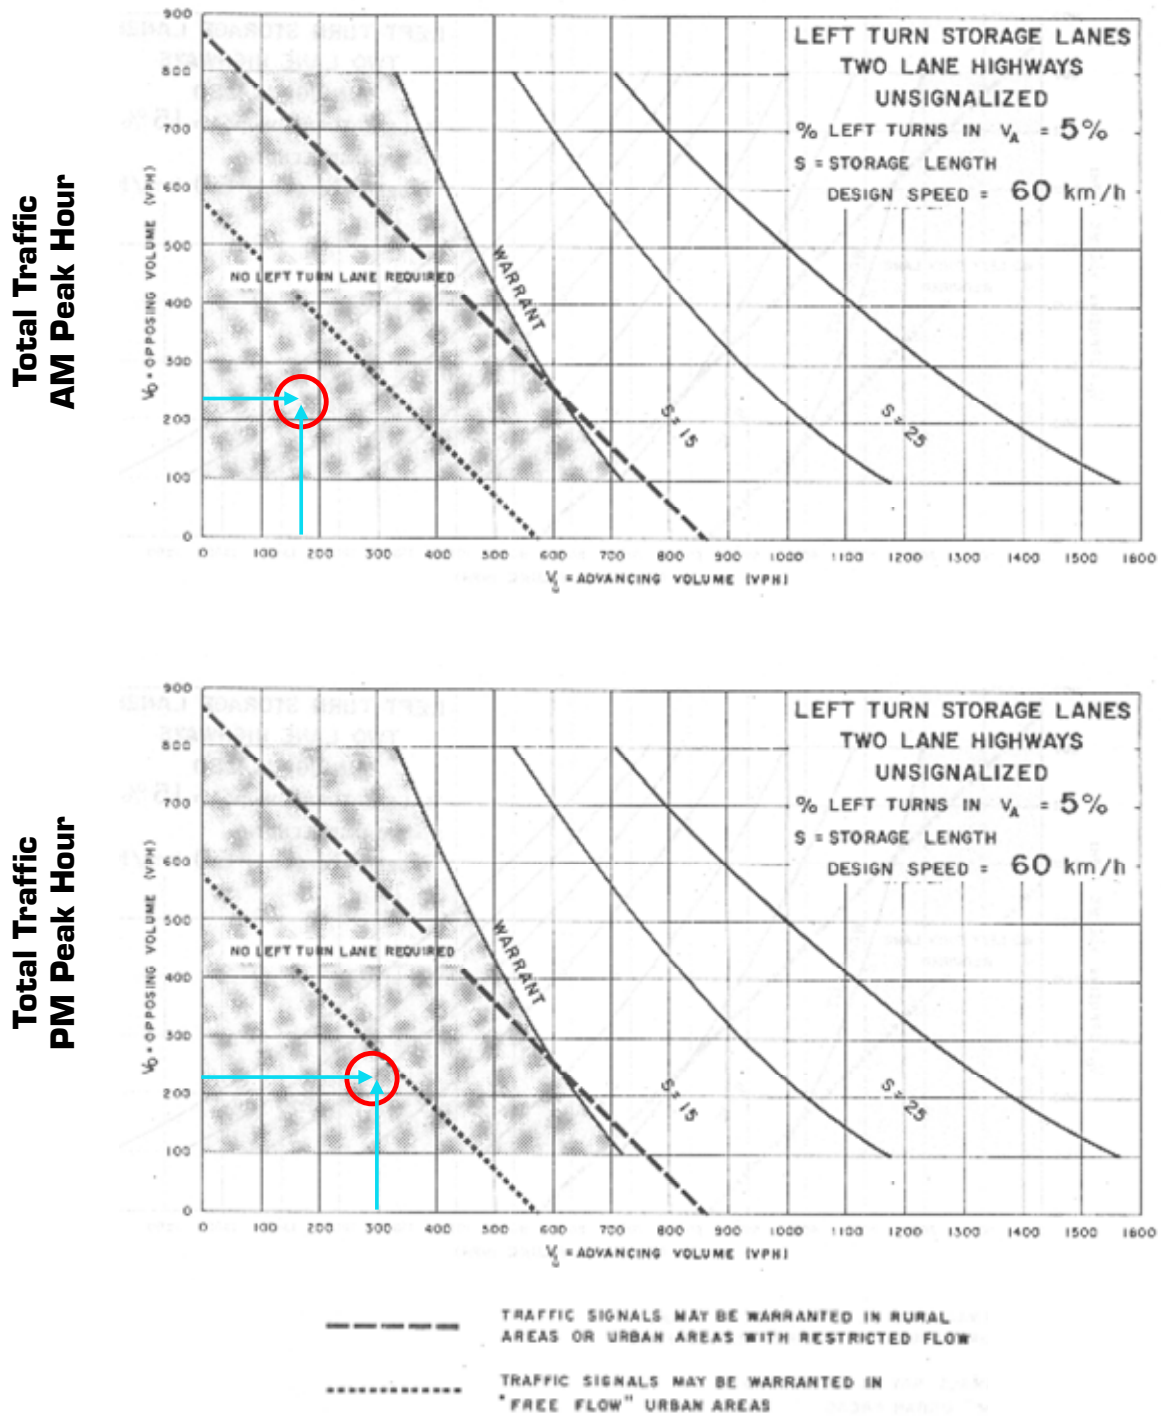 Total Traffic
AM Peak Hour
900
800
700
600
500
400
300
200
100
0
VO = OPPOSING VOLUME (VPH)
LEFT TURN STORAGE LANES
TWO LANE HIGHWAYS
UNSIGNALIZED
% LEFT TURNS IN VA = 5%
S = STORAGE LENGTH
DESIGN SPEED = 60 km/h
NO LEFT TURN LANE REQUIRED
WARRANT
S=15
S=25
0 100 200 300 400 500 600 700 800 900 1000 1100 1200 1300 1400 1500 1600
= ADVANCING VOLUME (VPH)
Total Traffic
PM Peak Hour
900
800
700
600
500
400
300
200
100
0
VO = OPPOSING VOLUME (VPH)
LEFT TURN STORAGE LANES
TWO LANE HIGHWAYS
UNSIGNALIZED
% LEFT TURNS IN VA = 5%
S = STORAGE LENGTH
DESIGN SPEED = 60 km/h
NO LEFT TURN LANE REQUIRED
WARRANT
S=15
S=25
0 100 200 300 400 500 600 700 800 900 1000 1100 1200 1300 1400 1500 1600
= ADVANCING VOLUME (VPH)
TRAFFIC SIGNALS MAY BE WARRANTED IN RURAL
AREAS OR URBAN AREAS WITH RESTRICTED FLOW
TRAFFIC SIGNALS MAY BE WARRANTED IN
"FREE FLOW" URBAN AREAS